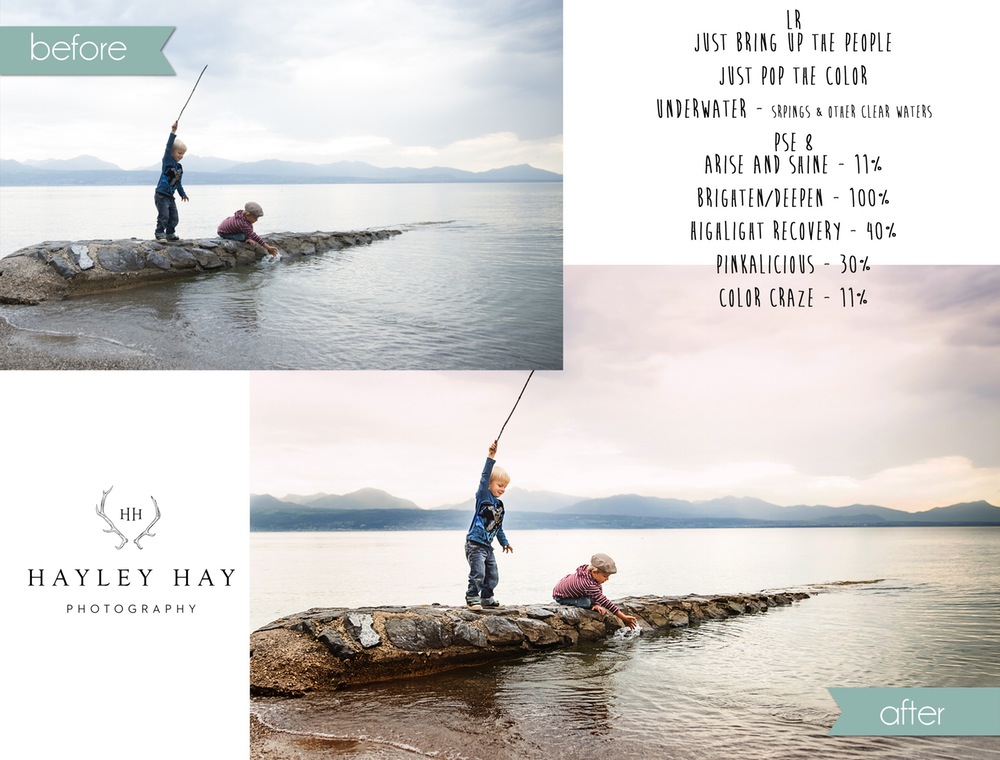 before
LR
JUST BRING UP THE PEOPLE
JUST POP THE COLOR
UNDERWATER - SRPINGS & OTHER CLEAR WATERS
PSE 8
ARISE AND SHINE - 11%
BRIGHTEN/DEEPEN - 100%
HIGHLIGHT RECOVERY - 40%
PINKALICIOUS - 30%
COLOR CRAZE - 11%
HH
HAYLEY HAY
PHOTOGRAPHY
after